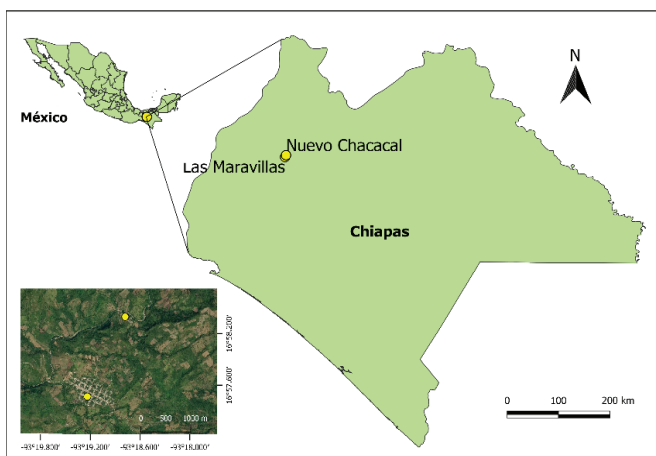 N
México
Nuevo Chacacal
Las Maravillas
Chiapas
16°58.200'
16°57.600'
0 500 1000 m
-93°19.800' -93°19.200' -93°18.600' -93°18.000'
0 100 200 km